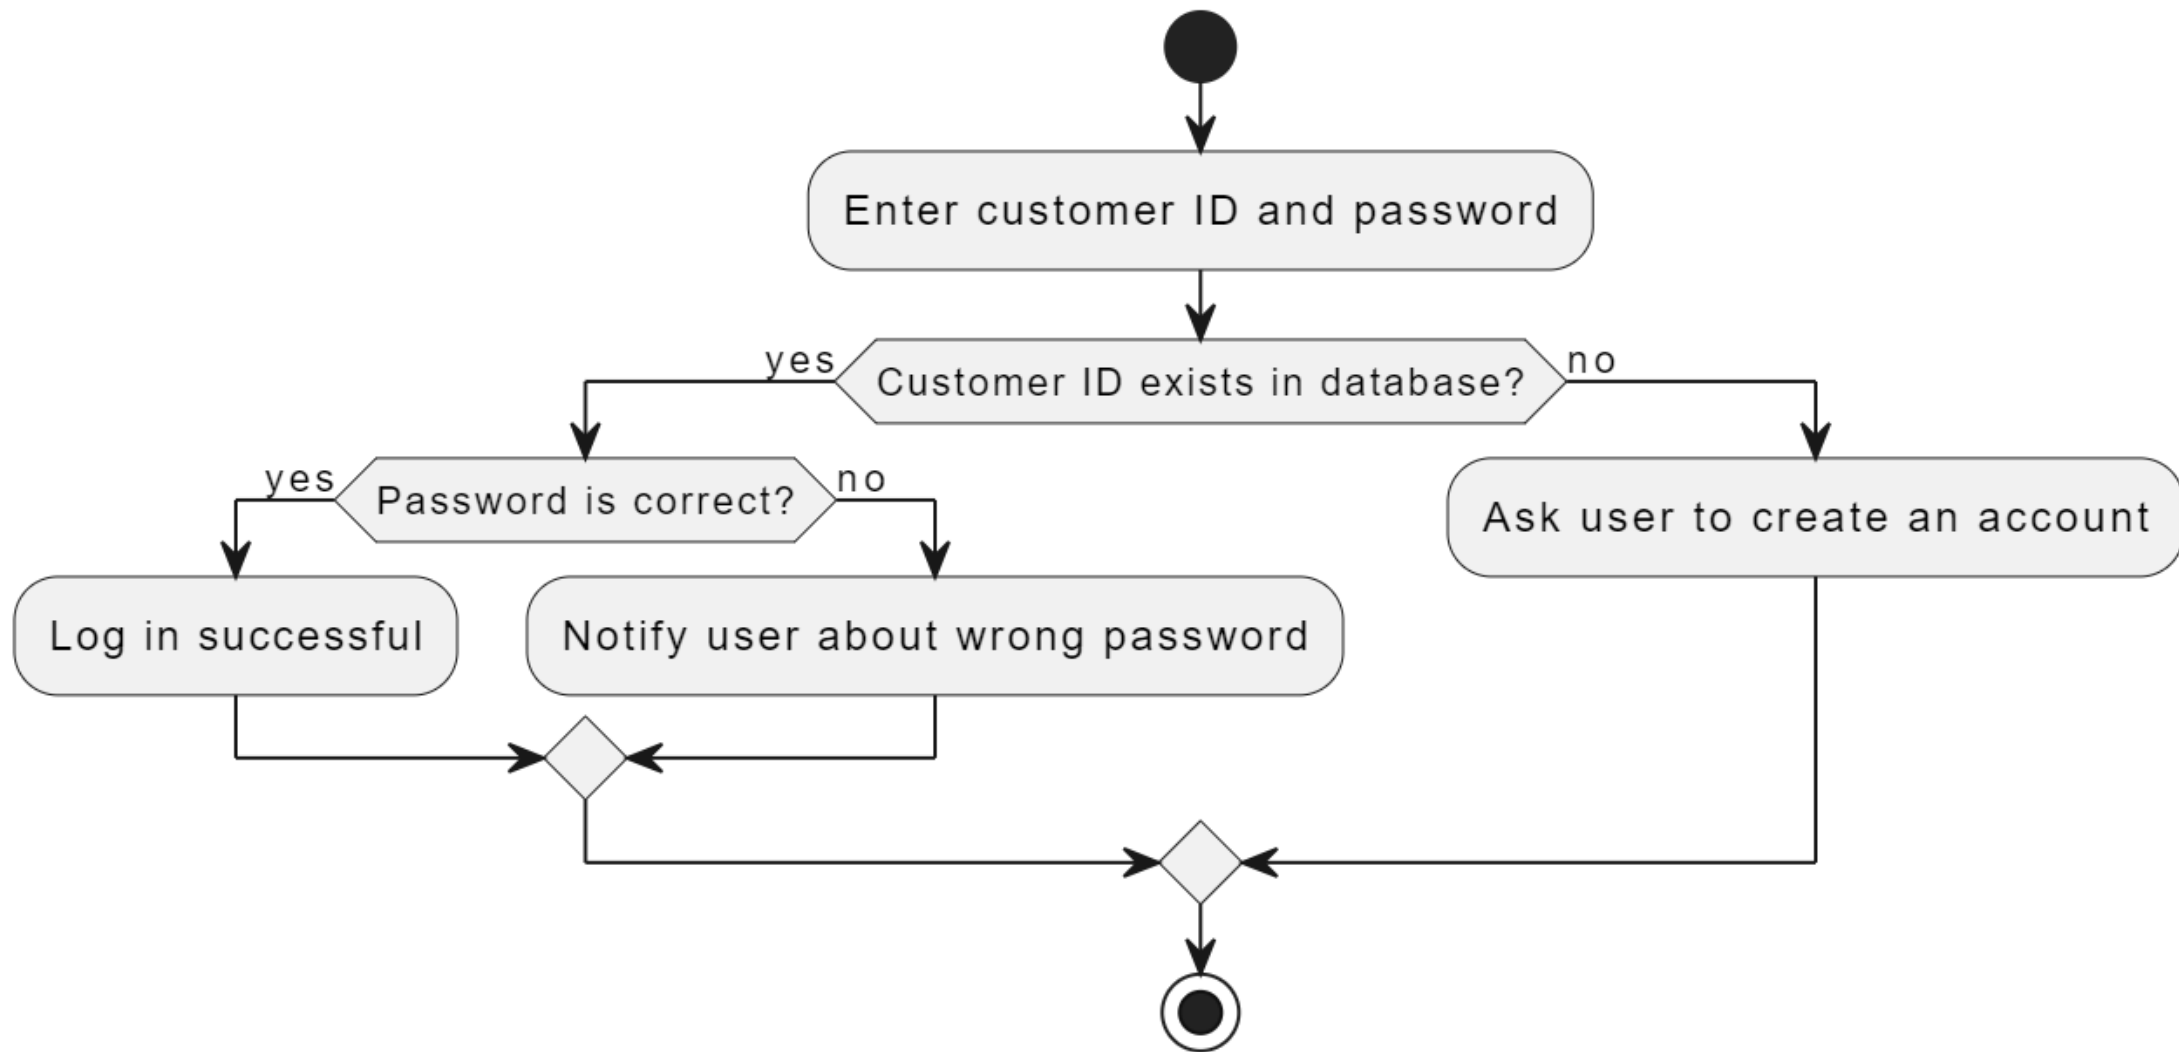 Enter customer ID and password
yes
Customer ID exists in database?
no
yes
Password is correct?
no
Ask user to create an account
Log in successful
Notify user about wrong password